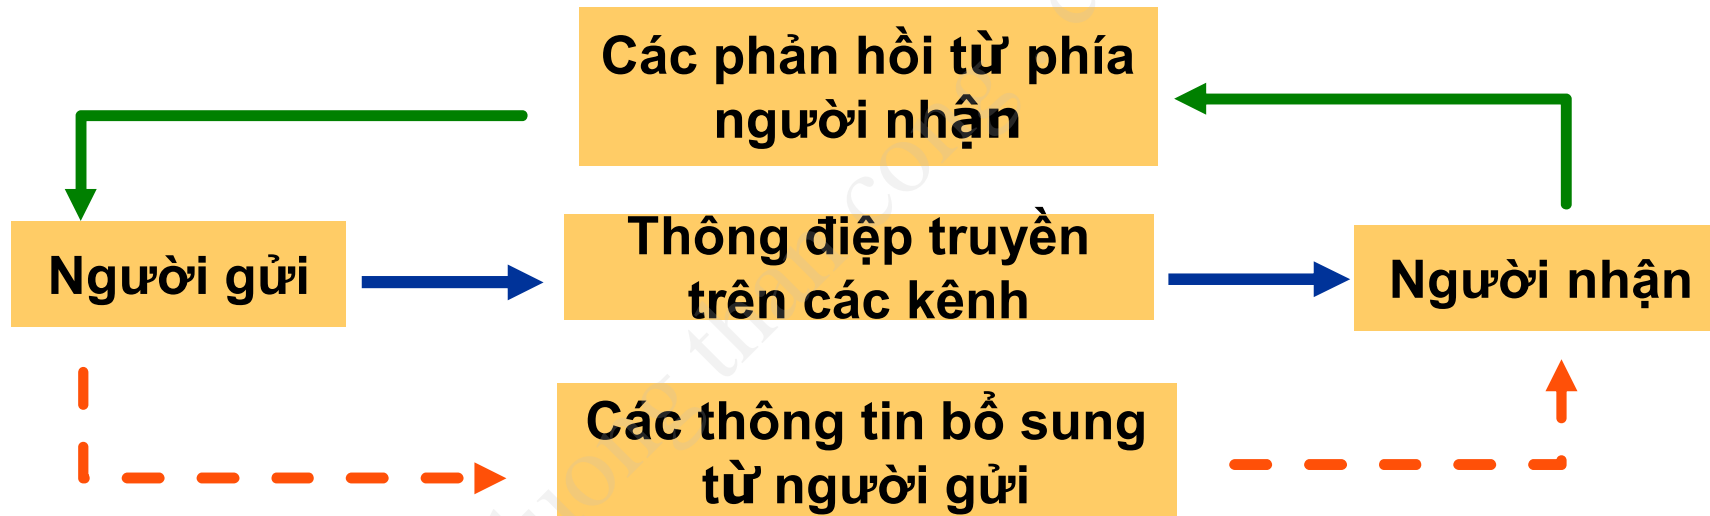 Các phản hồi từ phía
người nhận
Người gửi
Thông điệp truyền
trên các kênh
Người nhận
Các thông tin bổ sung
từ người gửi